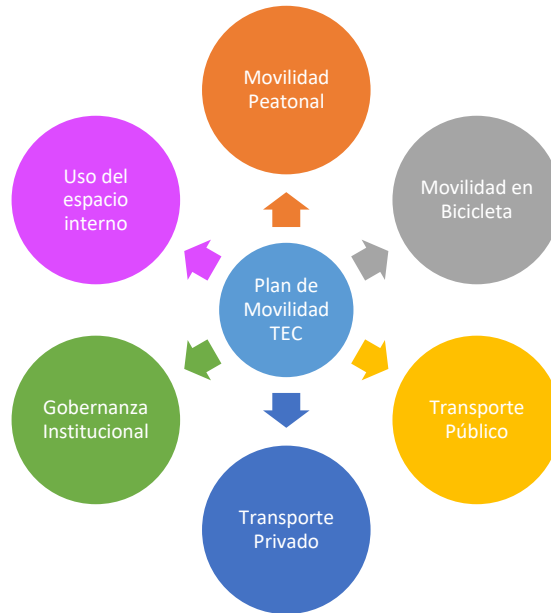 Movilidad
Peatonal
Movilidad en
Bicicleta
Transporte
Público
Transporte
Privado
Gobernanza
Institucional
Uso del
espacio
interno
Plan de
Movilidad
TEC